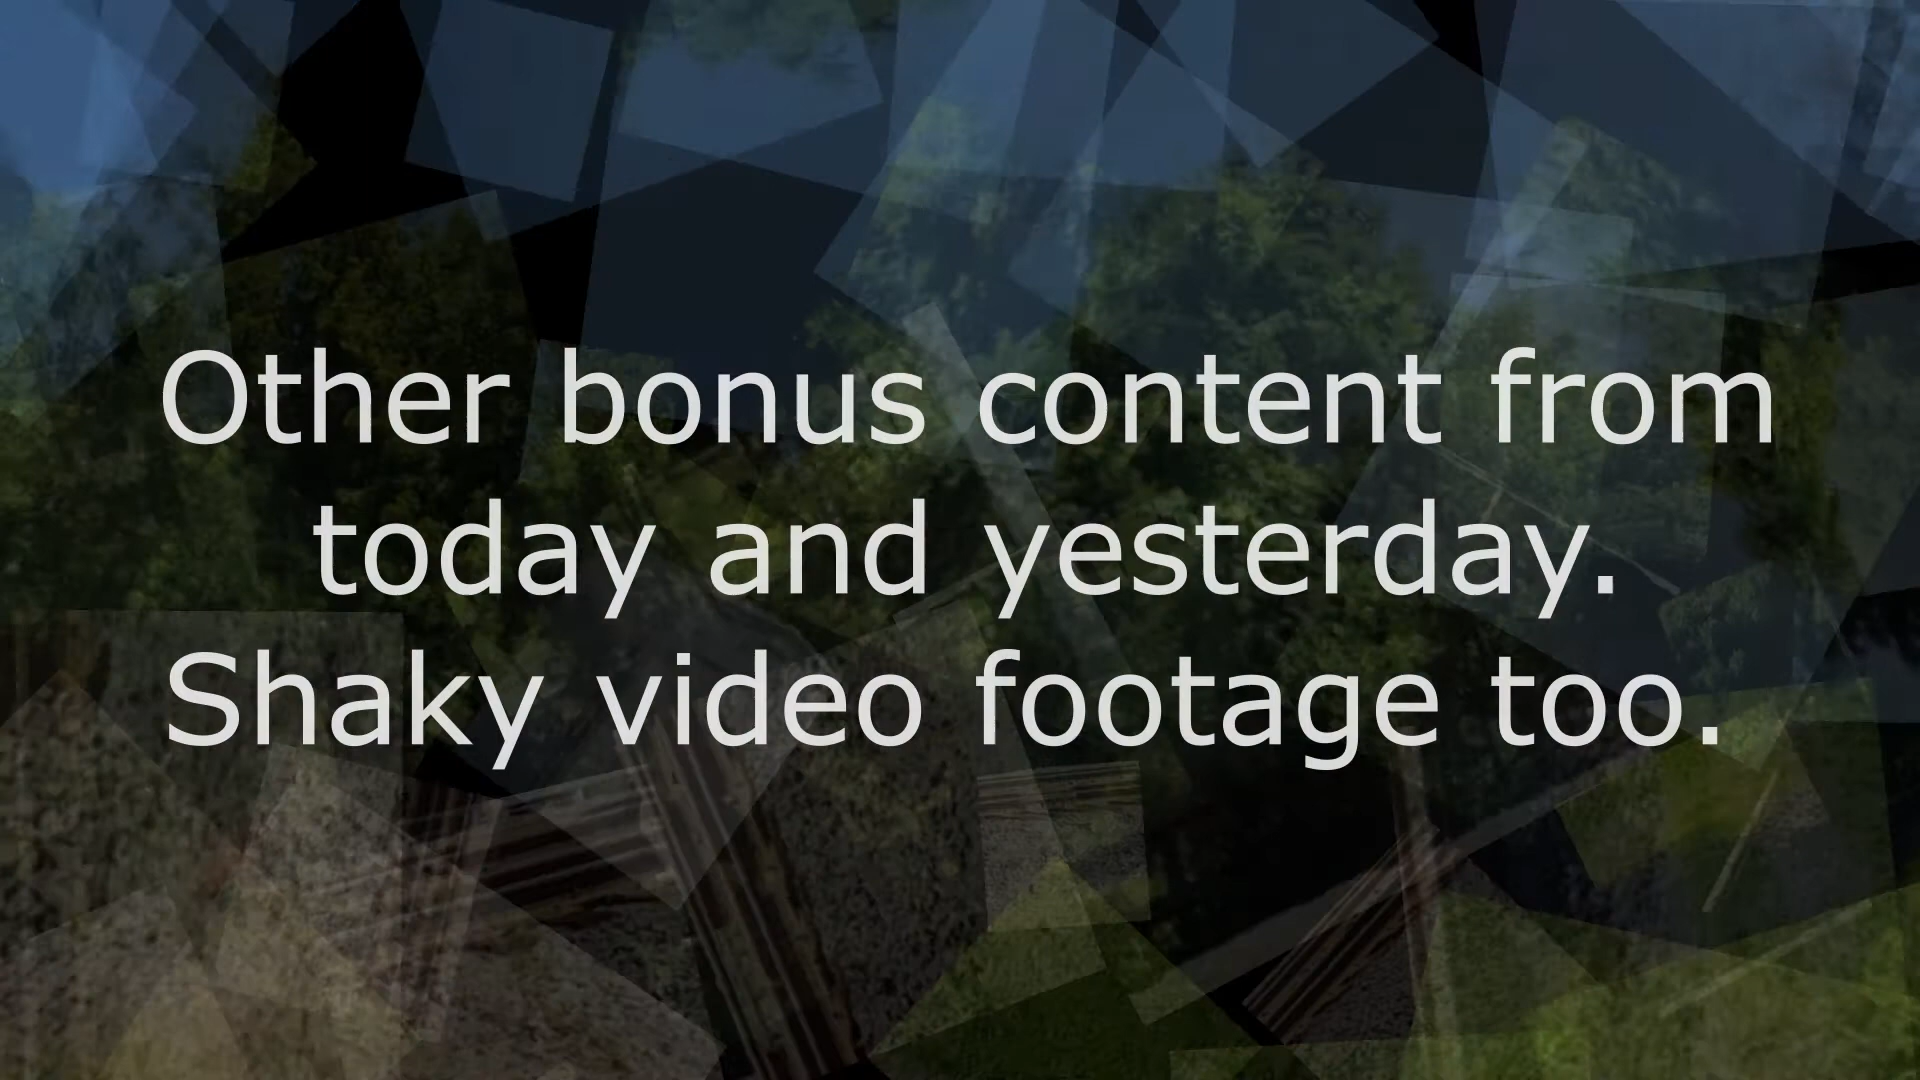 Other bonus content from
today and yesterday.
Shaky video footage too.